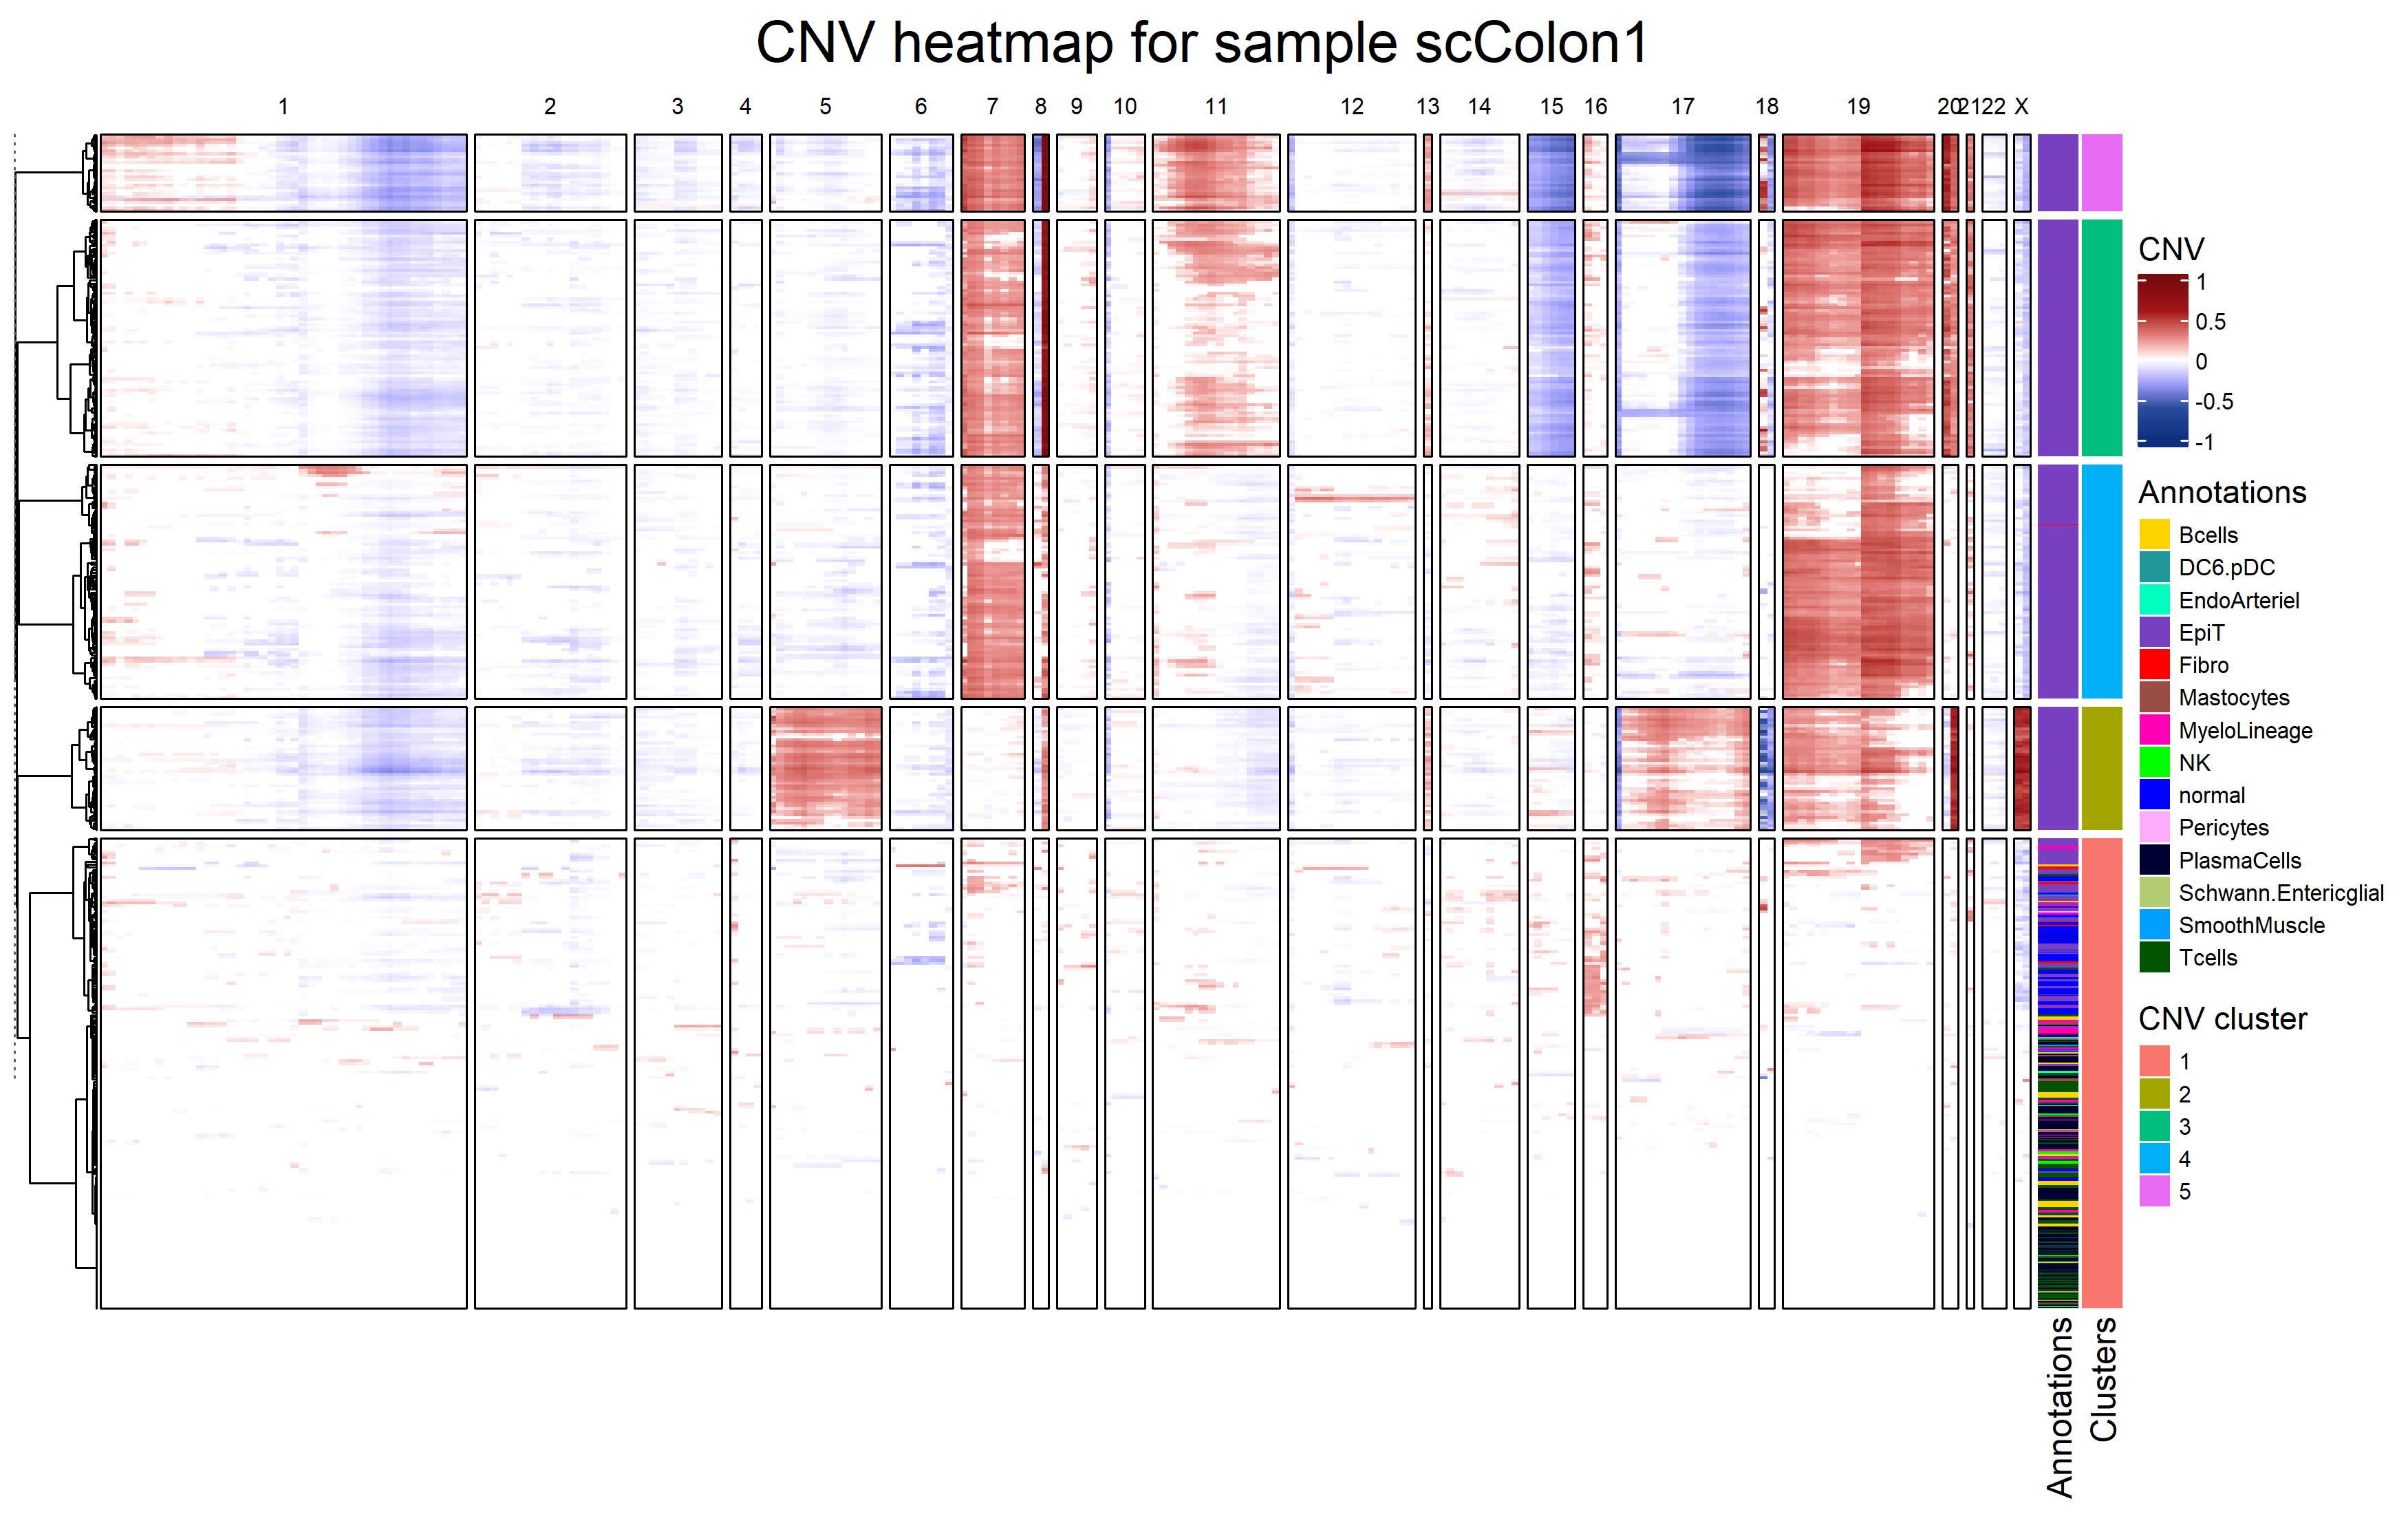 CNV heatmap for sample scColon1
1 2 3 4 5 6 7 8 9 10 11 12 13 14 15 16 17 18 19 20 21 22 X
CNV
1
0.5
0
-0.5
-1
Annotations
Bcells
DC6.pDC
EndoArteriel
EpiT
Fibro
Mastocytes
MyeloLineage
NK
normal
Pericytes
PlasmaCells
Schwann.Entericglial
SmoothMuscle
Tcells
CNV cluster
1
2
3
4
5
Annotations
Clusters